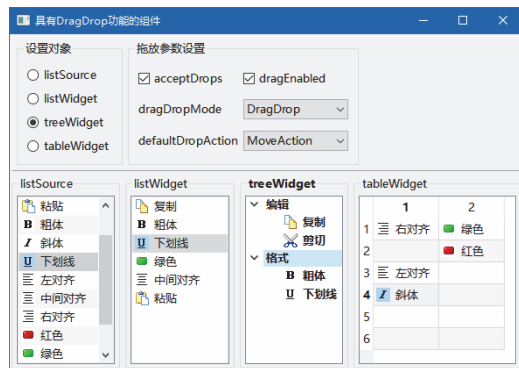 具有DragDrop功能的组件
设置对象
listSource
listWidget
treeWidget
tableWidget
拖放参数设置
acceptDrops
dragEnabled
dragDropMode
DragDrop
defaultDropAction
MoveAction
listSource
粘贴
B 粗体
I 斜体
U 下划线
左对齐
中间对齐
右对齐
红色
绿色
listWidget
复制
B 粗体
U 下划线
绿色
中间对齐
粘贴
treeWidget
编辑
复制
剪切
格式
B 粗体
U 下划线
tableWidget
1 2
1 右对齐 绿色
2 红色
3 左对齐
4 I 斜体
5
6